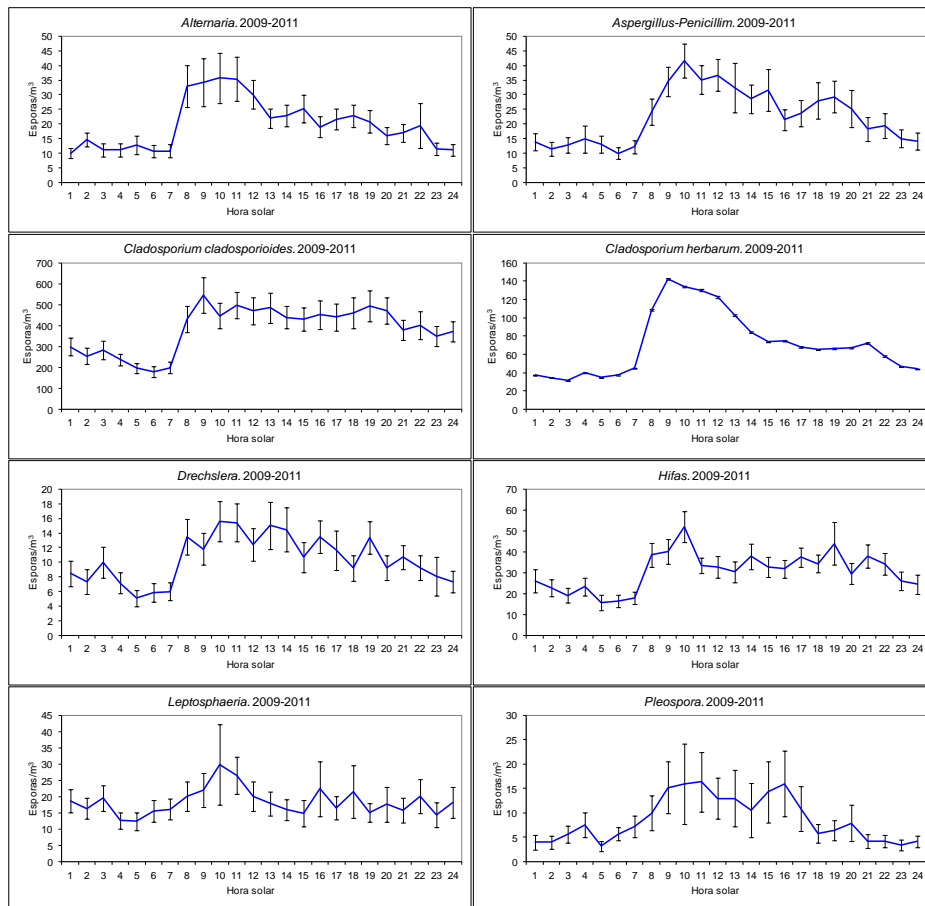 Alternaria. 2009-2011
Esporas/m³
50
45
40
35
30
25
20
15
10
5
0
1 2 3 4 5 6 7 8 9 10 11 12 13 14 15 16 17 18 19 20 21 22 23 24
Hora solar
Aspergillus-Penicillim. 2009-2011
Esporas/m³
50
45
40
35
30
25
20
15
10
5
0
1 2 3 4 5 6 7 8 9 10 11 12 13 14 15 16 17 18 19 20 21 22 23 24
Hora solar
Cladosporium cladosporioides. 2009-2011
Esporas/m³
700
600
500
400
300
200
100
0
1 2 3 4 5 6 7 8 9 10 11 12 13 14 15 16 17 18 19 20 21 22 23 24
Hora solar
Cladosporium herbarum. 2009-2011
Esporas/m³
160
140
120
100
80
60
40
20
0
1 2 3 4 5 6 7 8 9 10 11 12 13 14 15 16 17 18 19 20 21 22 23 24
Hora solar
Drechslera. 2009-2011
Esporas/m³
20
18
16
14
12
10
8
6
4
2
0
1 2 3 4 5 6 7 8 9 10 11 12 13 14 15 16 17 18 19 20 21 22 23 24
Hora solar
Hifas. 2009-2011
Esporas/m³
70
60
50
40
30
20
10
0
1 2 3 4 5 6 7 8 9 10 11 12 13 14 15 16 17 18 19 20 21 22 23 24
Hora solar
Leptosphaeria. 2009-2011
Esporas/m³
45
40
35
30
25
20
15
10
5
0
1 2 3 4 5 6 7 8 9 10 11 12 13 14 15 16 17 18 19 20 21 22 23 24
Hora solar
Pleospora. 2009-2011
Esporas/m³
30
25
20
15
10
5
0
1 2 3 4 5 6 7 8 9 10 11 12 13 14 15 16 17 18 19 20 21 22 23 24
Hora solar